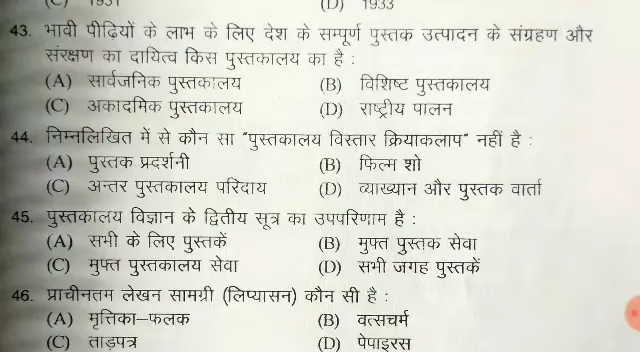 (C) 1931 (D) 1933
43. भावी पीढ़ियों के लाभ के लिए देश के सम्पूर्ण पुस्तक उत्पादन के संग्रहण और
संरक्षण का दायित्व किस पुस्तकालय का है :
(A) सार्वजनिक पुस्तकालय (B) विशिष्ट पुस्तकालय
(C) अकादमिक पुस्तकालय (D) राष्ट्रीय पालन
44. निम्नलिखित में से कौन सा "पुस्तकालय विस्तार क्रियाकलाप" नहीं है :
(A) पुस्तक प्रदर्शनी (B) फिल्म शो
(C) अन्तर पुस्तकालय परिदाय (D) व्याख्यान और पुस्तक वार्ता
45. पुस्तकालय विज्ञान के द्वितीय सूत्र का उपपरिणाम है :
(A) सभी के लिए पुस्तकें (B) मुफ्त पुस्तक सेवा
(C) मुफ्त पुस्तकालय सेवा (D) सभी जगह पुस्तकें
46. प्राचीनतम लेखन सामग्री (लिप्यासन) कौन सी है :
(A) मृत्तिका–फलक (B) वत्सचर्म
(C) ताड़पत्र (D) पेपाइरस